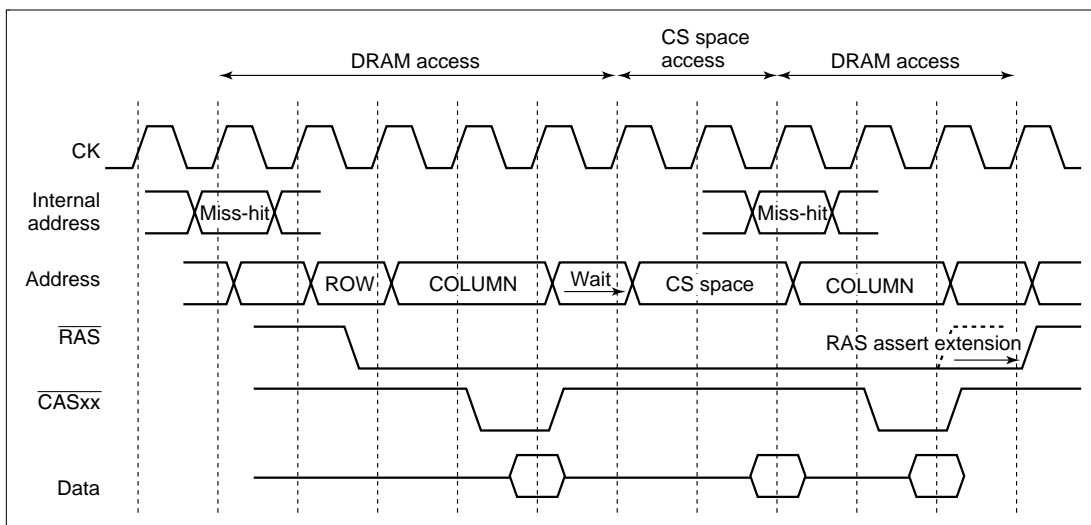 CS space
access
DRAM access
DRAM access
CK
Internal
address
Miss-hit
Miss-hit
Address
ROW
COLUMN
Wait
CS space
COLUMN
RAS
RAS assert extension
CASxx
Data